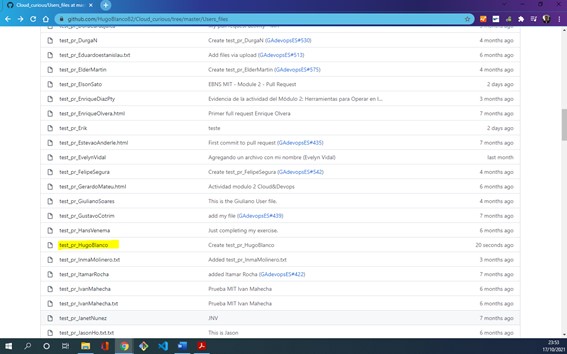 Cloud_curious/Users_files at ma
github.com/HugoBlanco82/Cloud_curious/tree/master/Users_files
test_pr_DurgaN Create test_pr_DurgaN (GAdevopsES#530) 4 months ago
test_pr_Eduardoestanislau.txt Add files via upload (GAdevopsES#513) 6 months ago
test_pr_ElderMartin Create test_pr_ElderMartin (GAdevopsES#575) 4 months ago
test_pr_ElsonSato EBNS MIT - Module 2 - Pull Request 2 days ago
test_pr_EnriqueDiazPty Evidencia de la actividad del Módulo 2: Herramientas para Operar en l... 3 months ago
test_pr_EnriqueOlvera.html Primer full request Enrique Olvera 7 months ago
test_pr_Erik teste 2 days ago
test_pr_EstevaoAnderle.html First commit to pull request (GAdevopsES#435) 7 months ago
test_pr_EvelynVidal Agregando un archivo con mi nombre (Evelyn Vidal) last month
test_pr_FelipeSegura Create test_pr_FelipeSegura (GAdevopsES#542) 4 months ago
test_pr_GerardoMateu.html Actividad modulo 2 Cloud&Devops 6 months ago
test_pr_GiulianoSoares This is the Giuliano User file. 4 months ago
test_pr_GustavoCotrim add my file (GAdevopsES#439) 7 months ago
test_pr_HansVenema Just completing my exercise. 6 months ago
test_pr_HugoBlanco Create test_pr_HugoBlanco 20 seconds ago
test_pr_InmaMolinero.txt Added test_pr_InmaMolinero.txt 3 months ago
test_pr_ItamarRocha added Itamar Rocha (GAdevopsES#422) 7 months ago
test_pr_IvanMahecha Prueba MIT Ivan Mahecha 6 months ago
test_pr_IvanMahecha.txt Prueba MIT Ivan Mahecha 6 months ago
test_pr_JanetNunez JNV 7 months ago
test_pr_JasonHo.txt.txt This is Jason 6 months ago
23:53
17/10/2021